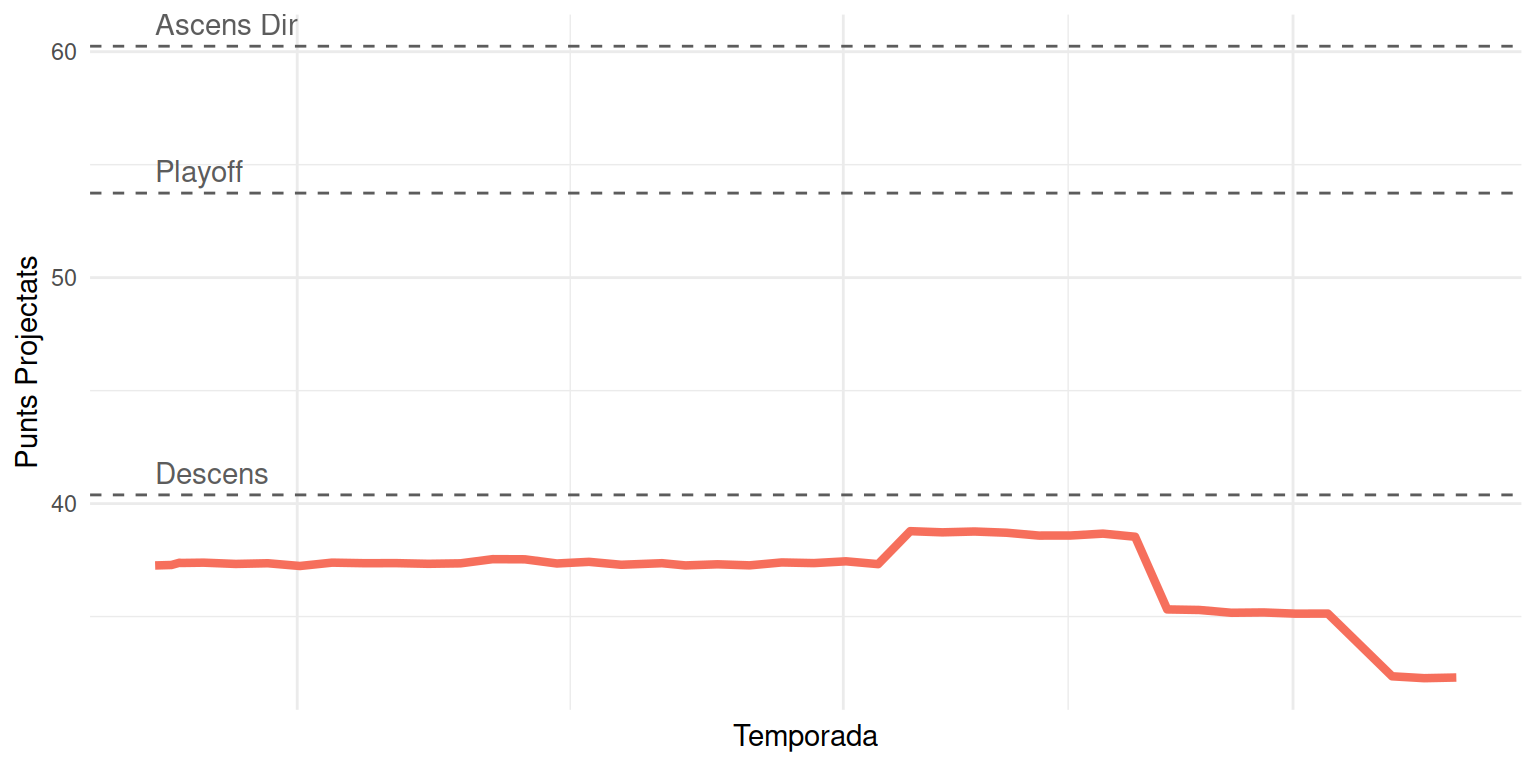 Ascens Dir
60
Playoff
50
Punts Projectats
Descens
40
Temporada